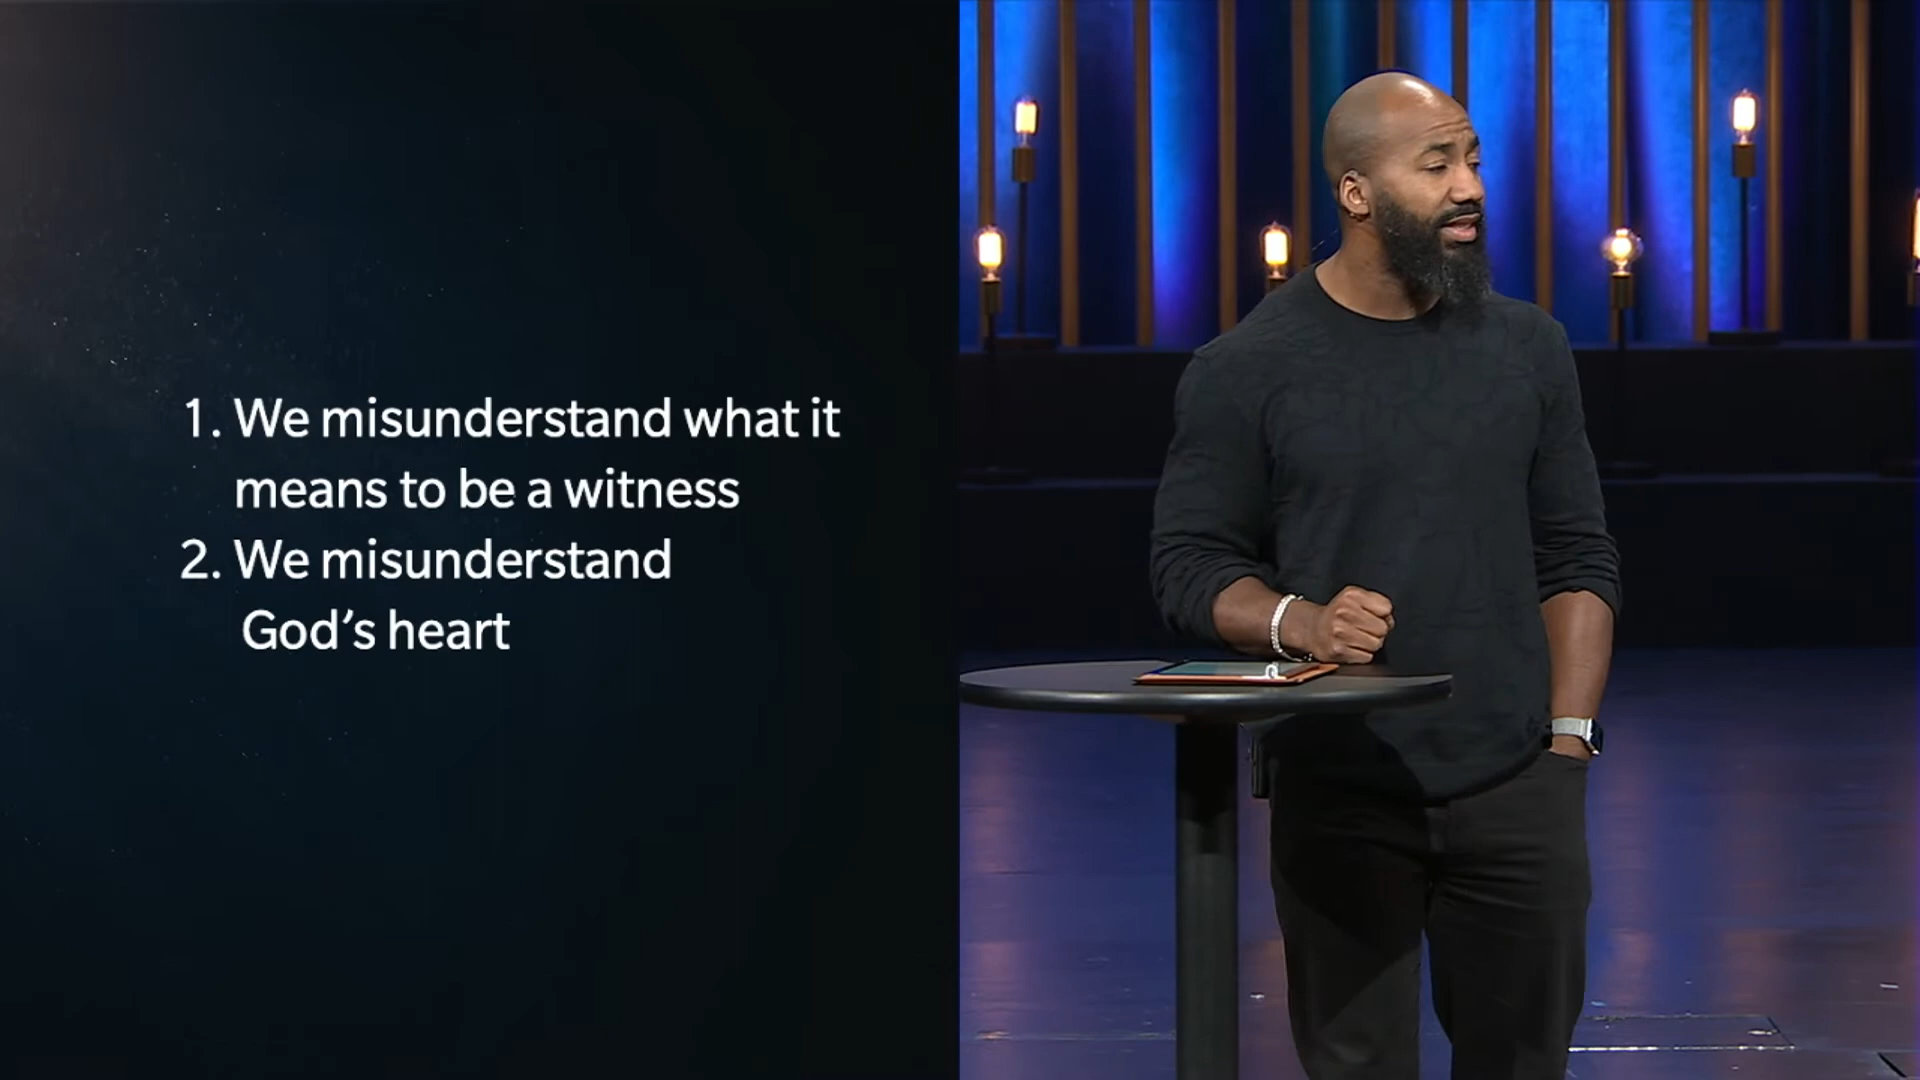 1. We misunderstand what it
means to be a witness
2. We misunderstand
God’s heart